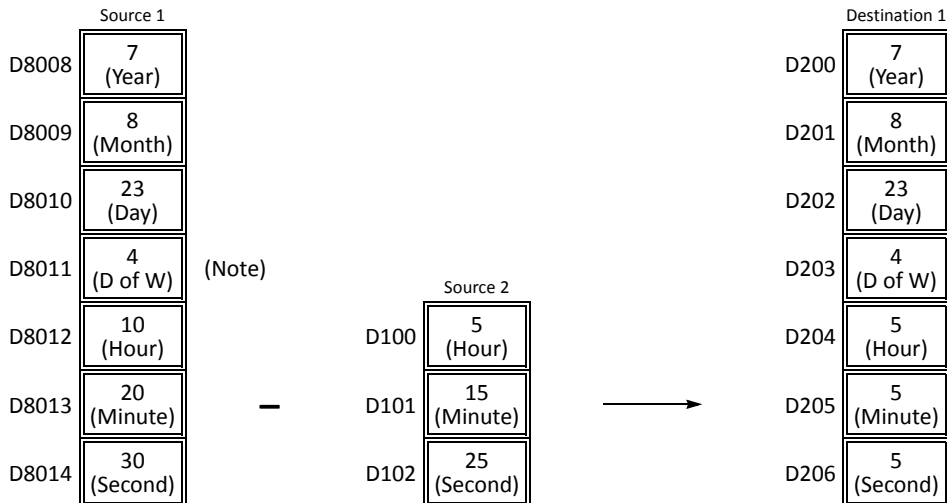 Source 1
Destination 1
D8008
7
(Year)
D200
7
(Year)
D8009
8
(Month)
D201
8
(Month)
D8010
23
(Day)
D202
23
(Day)
D8011
4
(D of W)
(Note)
D203
4
(D of W)
Source 2
D8012
10
(Hour)
D100
5
(Hour)
D204
5
(Hour)
D8013
20
(Minute)
–
D101
15
(Minute)
D205
5
(Minute)
D8014
30
(Second)
D102
25
(Second)
D206
5
(Second)